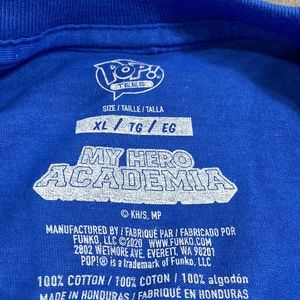 POP!
TEES
SIZE / TAILLE / TALLA
XL / TG / EG
MY HERO
ACADEMIA
© KH/S, MP
MANUFACTURED BY / FABRIQUÉ PAR / FABRICADO POR
FUNKO, LLC ©2020 WWW.FUNKO.COM
2802 WETMORE AVE. EVERETT, WA 98201
POP!® is a trademark of Funko, LLC
100% COTTON / 100% COTON / 100% algodón
MADE IN HONDURAS / FABRIQUÉ EN HONDURAS